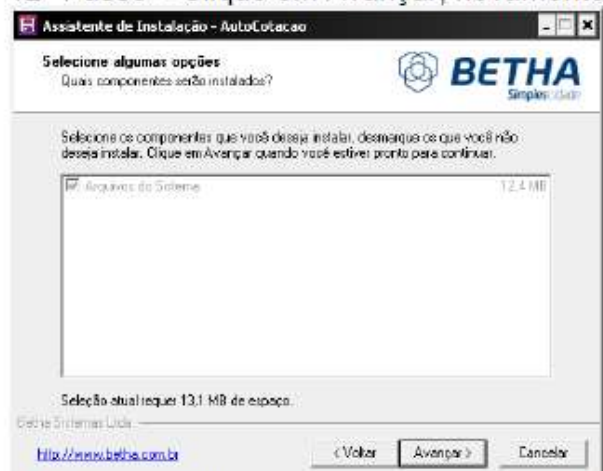 Assistente de Instalação - AutoCotacao
Selecione algumas opções
Quais componentes serão instalados?
BETHA
Simplescidade
Selecione os componentes que você deseja instalar, desmarque os que você não
deseja instalar. Clique em Avançar quando você estiver pronto para continuar.
Arquivos do Sistema 12,4 MB
Seleção atual requer 13,1 MB de espaço.
Betha Sistemas Ltda.
http://www.betha.com.br < Voltar Avançar > Cancelar